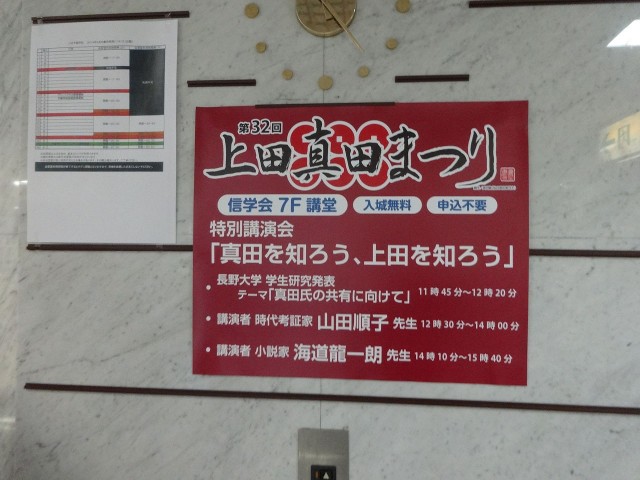 第32回
上田真田まつり
信学会 7F 講堂 入城無料 申込不要
特別講演会
「真田を知ろう、上田を知ろう」
・長野大学 学生研究発表
テーマ「真田氏の共有に向けて」 11時45分〜12時20分
・講演者 時代考証家 山田順子 先生 12時30分〜14時00分
・講演者 小説家 海道龍一朗 先生 14時10分〜15時40分